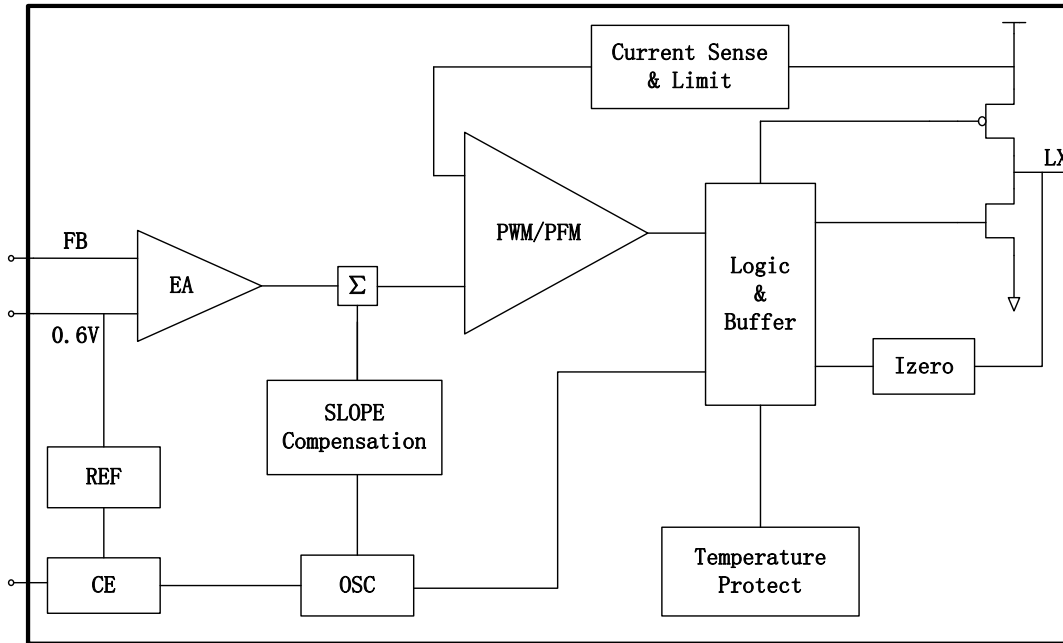 Current Sense
& Limit
LX
FB
EA
Σ
PWM/PFM
Logic
&
Buffer
0.6V
Izero
SLOPE
Compensation
REF
CE
OSC
Temperature
Protect